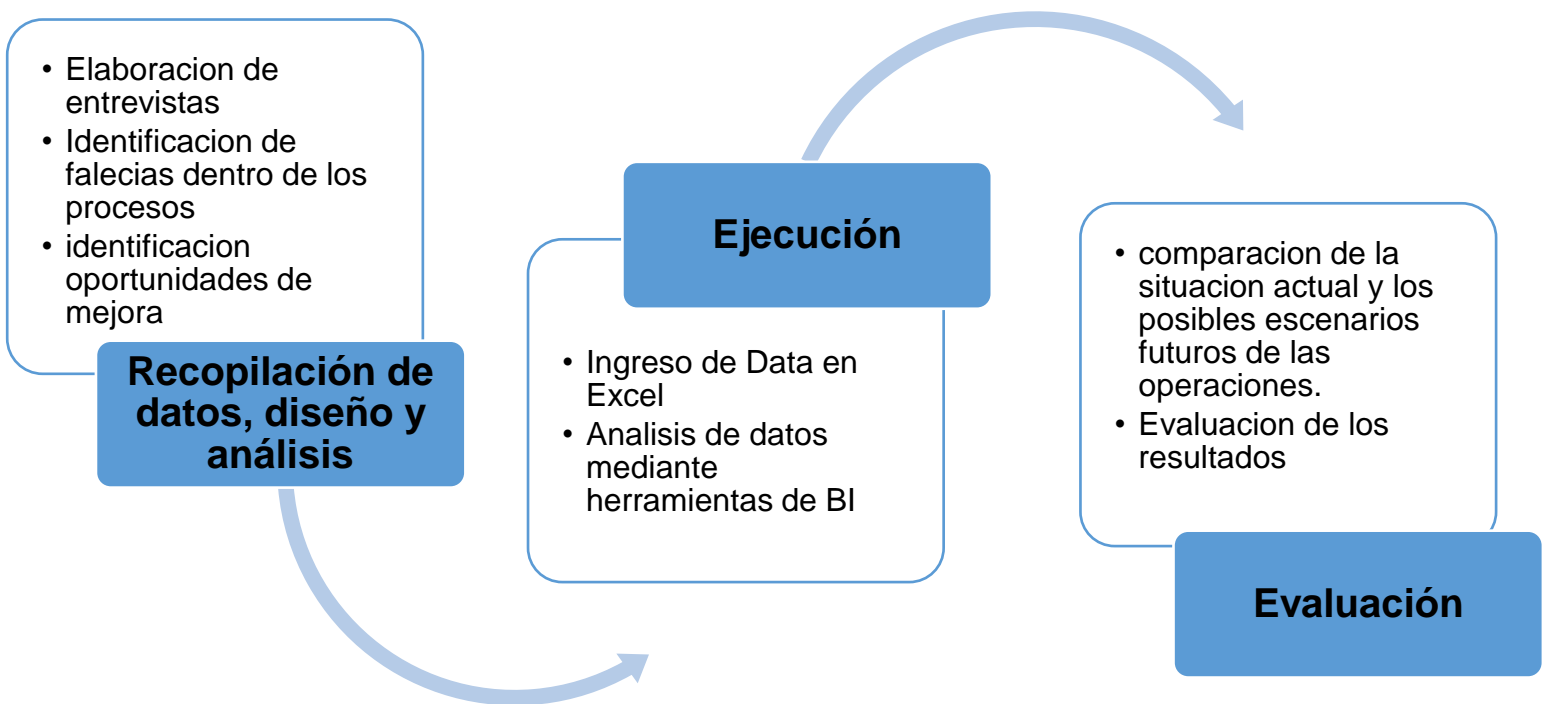 • Elaboracion de
entrevistas
• Identificacion de
falecias dentro de los
procesos
• identificacion
oportunidades de
mejora
Recopilación de
datos, diseño y
análisis
Ejecución
• Ingreso de Data en
Excel
• Analisis de datos
mediante
herramientas de BI
• comparacion de la
situacion actual y los
posibles escenarios
futuros de las
operaciones.
• Evaluacion de los
resultados
Evaluación